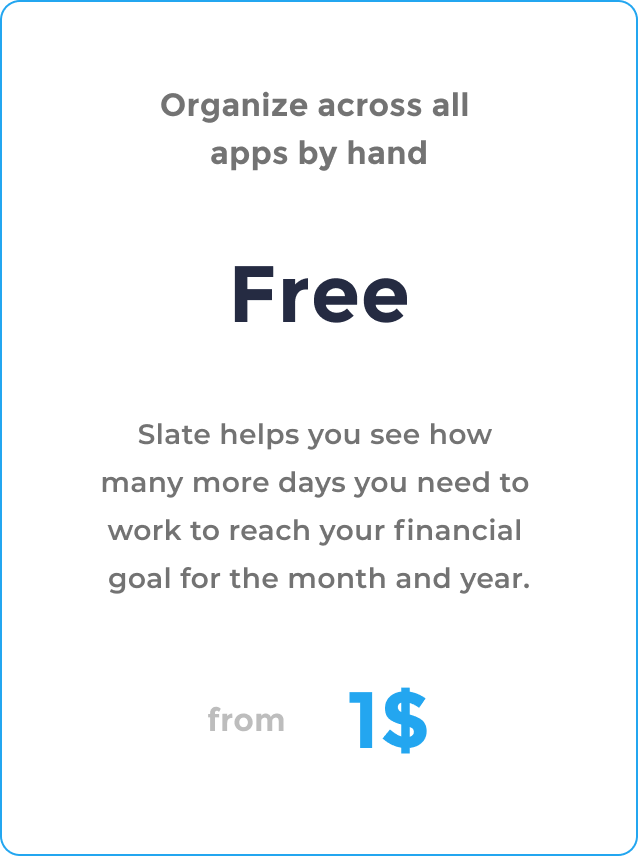 Organize across all
apps by hand
Free
Slate helps you see how
many more days you need to
work to reach your financial
goal for the month and year.
from 1$